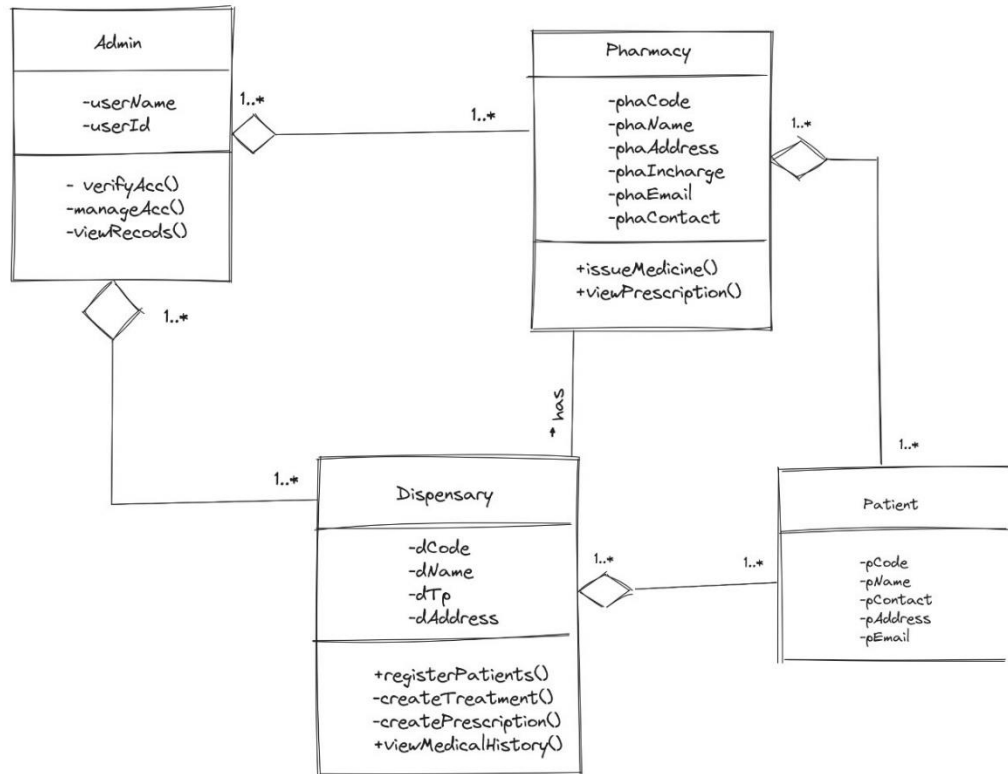 Admin
-userName
-userId
- verifyAcc()
-manageAcc()
-viewRecods()
1..*
1..*
Pharmacy
-phaCode
-phaName
-phaAddress
-phaIncharge
-phaEmail
-phaContact
+issueMedicine()
+viewPrescription()
1..*
1..*
1..*
1..*
* has
Dispensary
-dCode
-dName
-dTp
-dAddress
+registerPatients()
-createTreatment()
-createPrescription()
+viewMedicalHistory()
1..*
1..*
Patient
-pCode
-pName
-pContact
-pAddress
-pEmail